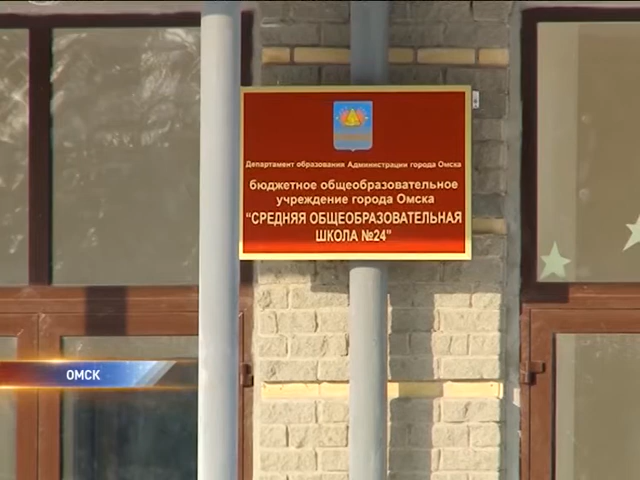 Департамент образования Администрации города Омска
бюджетное общеобразовательное
учреждение города Омска
"СРЕДНЯЯ ОБЩЕОБРАЗОВАТЕЛЬНАЯ
ШКОЛА №24"
ОМСК